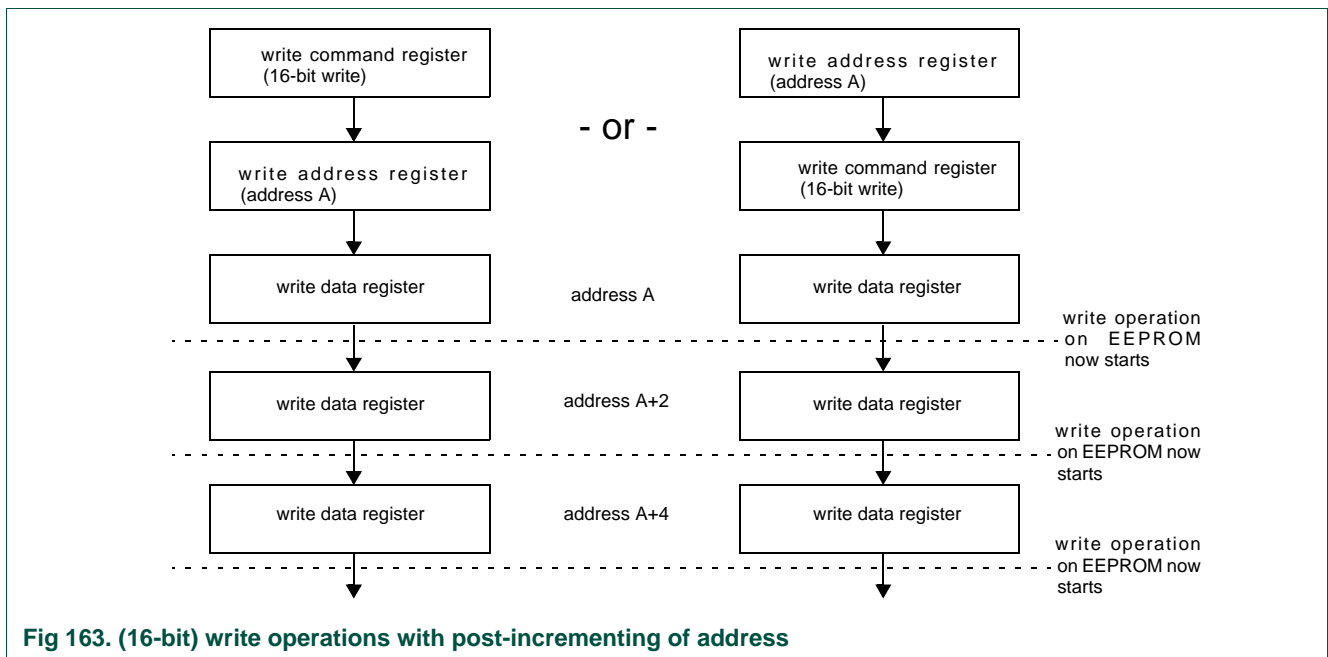 write command register
(16-bit write)
write address register
(address A)
- or -
write address register
(address A)
write command register
(16-bit write)
write data register
address A
write data register
write operation
on EEPROM
now starts
write data register
address A+2
write data register
write operation
on EEPROM now
starts
write data register
address A+4
write data register
write operation
on EEPROM now
starts
Fig 163. (16-bit) write operations with post-incrementing of address